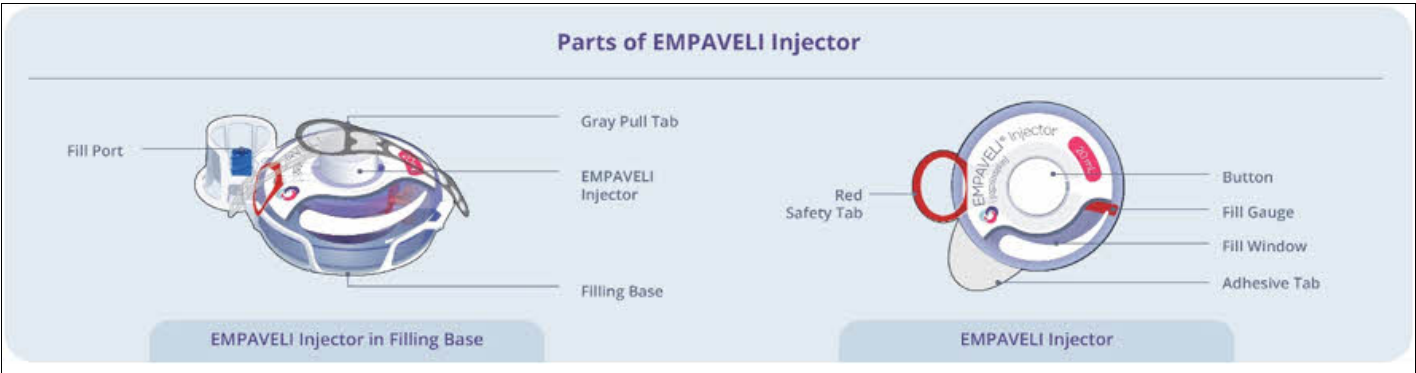 Parts of EMPAVELI Injector
Fill Port
Gray Pull Tab
EMPAVELI
Injector
Filling Base
EMPAVELI Injector in Filling Base
EMPAVELI® Injector
20 mL
Red
Safety Tab
Button
Fill Gauge
Fill Window
Adhesive Tab
EMPAVELI Injector